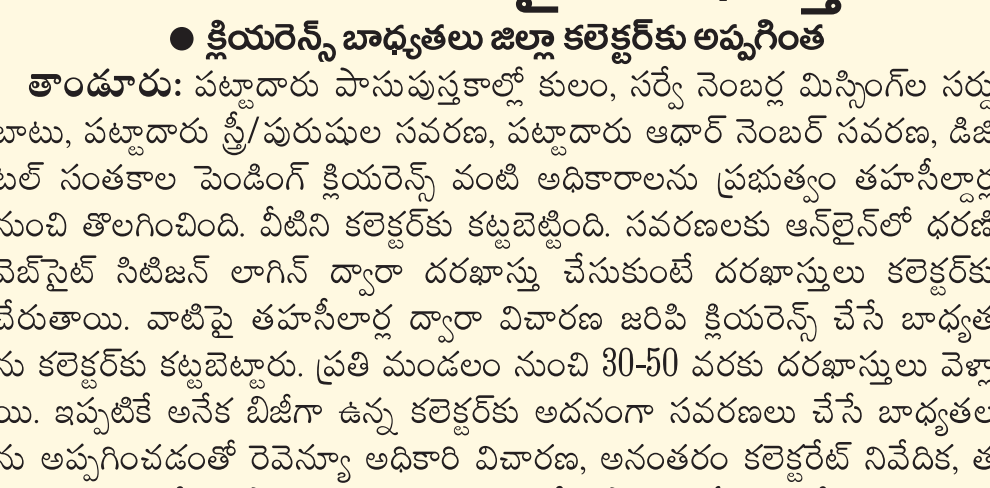 ● క్లియరెన్స్ బాధ్యతలు జిల్లా కలెక్టర్‌కు అప్పగింత
తాండూరు: పట్టాదారు పాసుపుస్తకాల్లో కులం, సర్వే నెంబర్ల మిస్సింగ్‌ల సర్దు
బాటు, పట్టాదారు స్త్రీ/పురుషుల సవరణ, పట్టాదారు ఆధార్ నెంబర్ సవరణ, డిజి
టల్ సంతకాల పెండింగ్ క్లియరెన్స్ వంటి అధికారాలను ప్రభుత్వం తహసీల్దార్ల
నుంచి తొలగించింది. వీటిని కలెక్టర్‌కు కట్టబెట్టింది. సవరణలకు ఆన్‌లైన్‌లో ధరణి
వెబ్‌సైట్ సిటిజన్ లాగిన్ ద్వారా దరఖాస్తు చేసుకుంటే దరఖాస్తులు కలెక్టర్‌కు
చేరుతాయి. వాటిపై తహసీలార్ల ద్వారా విచారణ జరిపి క్లియరెన్స్ చేసే బాధ్యత
ను కలెక్టర్‌కు కట్టబెట్టారు. ప్రతి మండలం నుంచి 30-50 వరకు దరఖాస్తులు వెళ్లా
యి. ఇప్పటికే అనేక బిజీగా ఉన్న కలెక్టర్‌కు అదనంగా సవరణలు చేసే బాధ్యతల
ను అప్పగించడంతో రెవెన్యూ అధికారి విచారణ, అనంతరం కలెక్టరేట్ నివేదిక, త